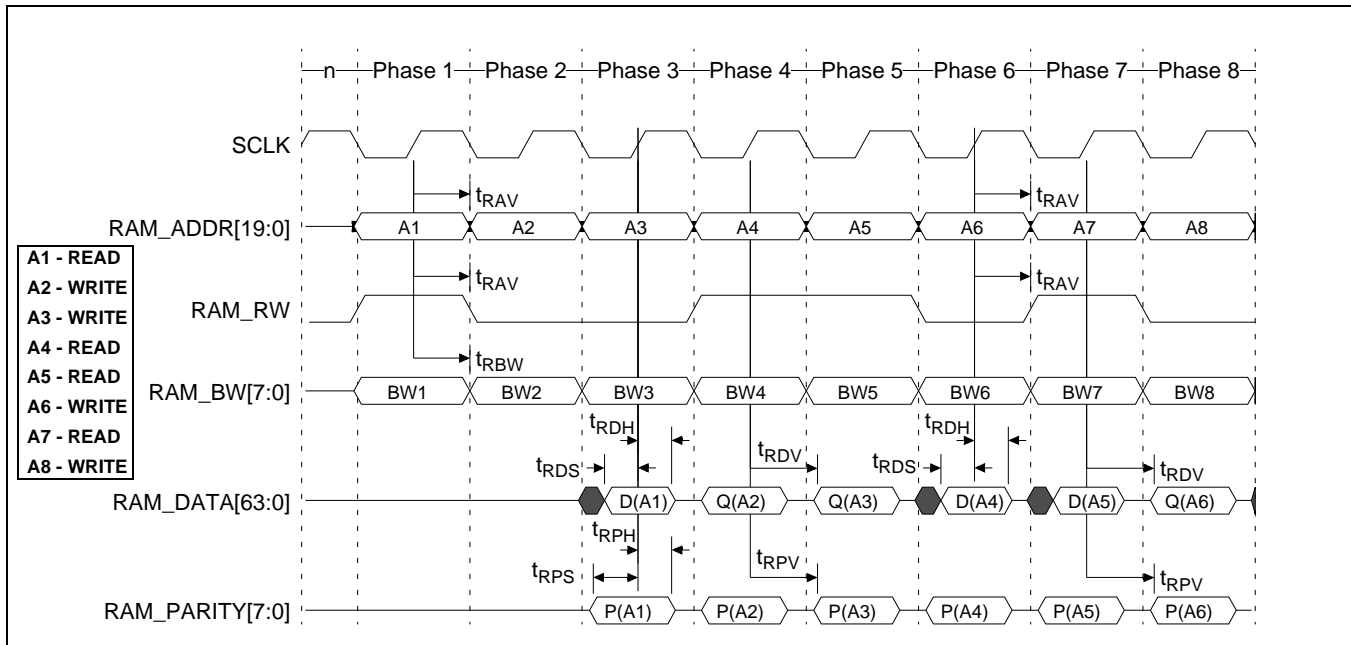 n Phase 1 Phase 2 Phase 3 Phase 4 Phase 5 Phase 6 Phase 7 Phase 8
SCLK
tRAV tRAV
RAM_ADDR[19:0] A1 A2 A3 A4 A5 A6 A7 A8
A1 - READ
A2 - WRITE
A3 - WRITE
A4 - READ
A5 - READ
A6 - WRITE
A7 - READ
A8 - WRITE
tRAV tRAV
RAM_RW
tRBW
RAM_BW[7:0] BW1 BW2 BW3 BW4 BW5 BW6 BW7 BW8
tRDH tRDH
tRDS tRDV tRDS tRDV
RAM_DATA[63:0] D(A1) Q(A2) Q(A3) D(A4) D(A5) Q(A6)
tRPH
tRPS tRPV tRPV
RAM_PARITY[7:0] P(A1) P(A2) P(A3) P(A4) P(A5) P(A6)